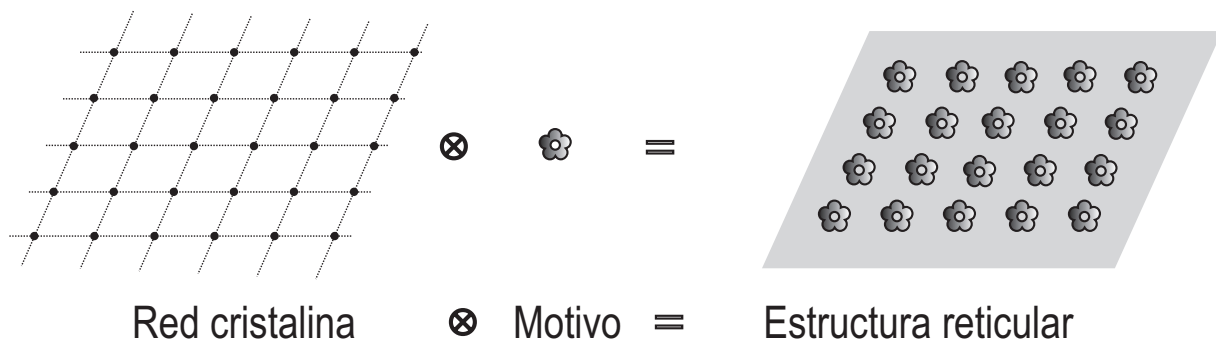 ⊗ =
Red cristalina ⊗ Motivo = Estructura reticular